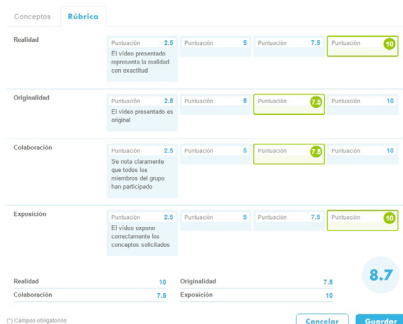 Conceptos Rúbrica
Realidad
Puntuación 2.5 Puntuación 5 Puntuación 7.5 Puntuación 10
El vídeo presentado
representa la realidad
con exactitud
Originalidad
Puntuación 2.5 Puntuación 5 Puntuación 7.5 Puntuación 10
El vídeo presentado es
original
Colaboración
Puntuación 2.5 Puntuación 5 Puntuación 7.5 Puntuación 10
Se nota claramente
que todos los
miembros del grupo
han participado
Exposición
Puntuación 2.5 Puntuación 5 Puntuación 7.5 Puntuación 10
El vídeo expone
correctamente los
conceptos solicitados
Realidad 10 Originalidad 7.5
Colaboración 7.5 Exposición 10
8.7
(*) Campos obligatorios
Cancelar Guardar